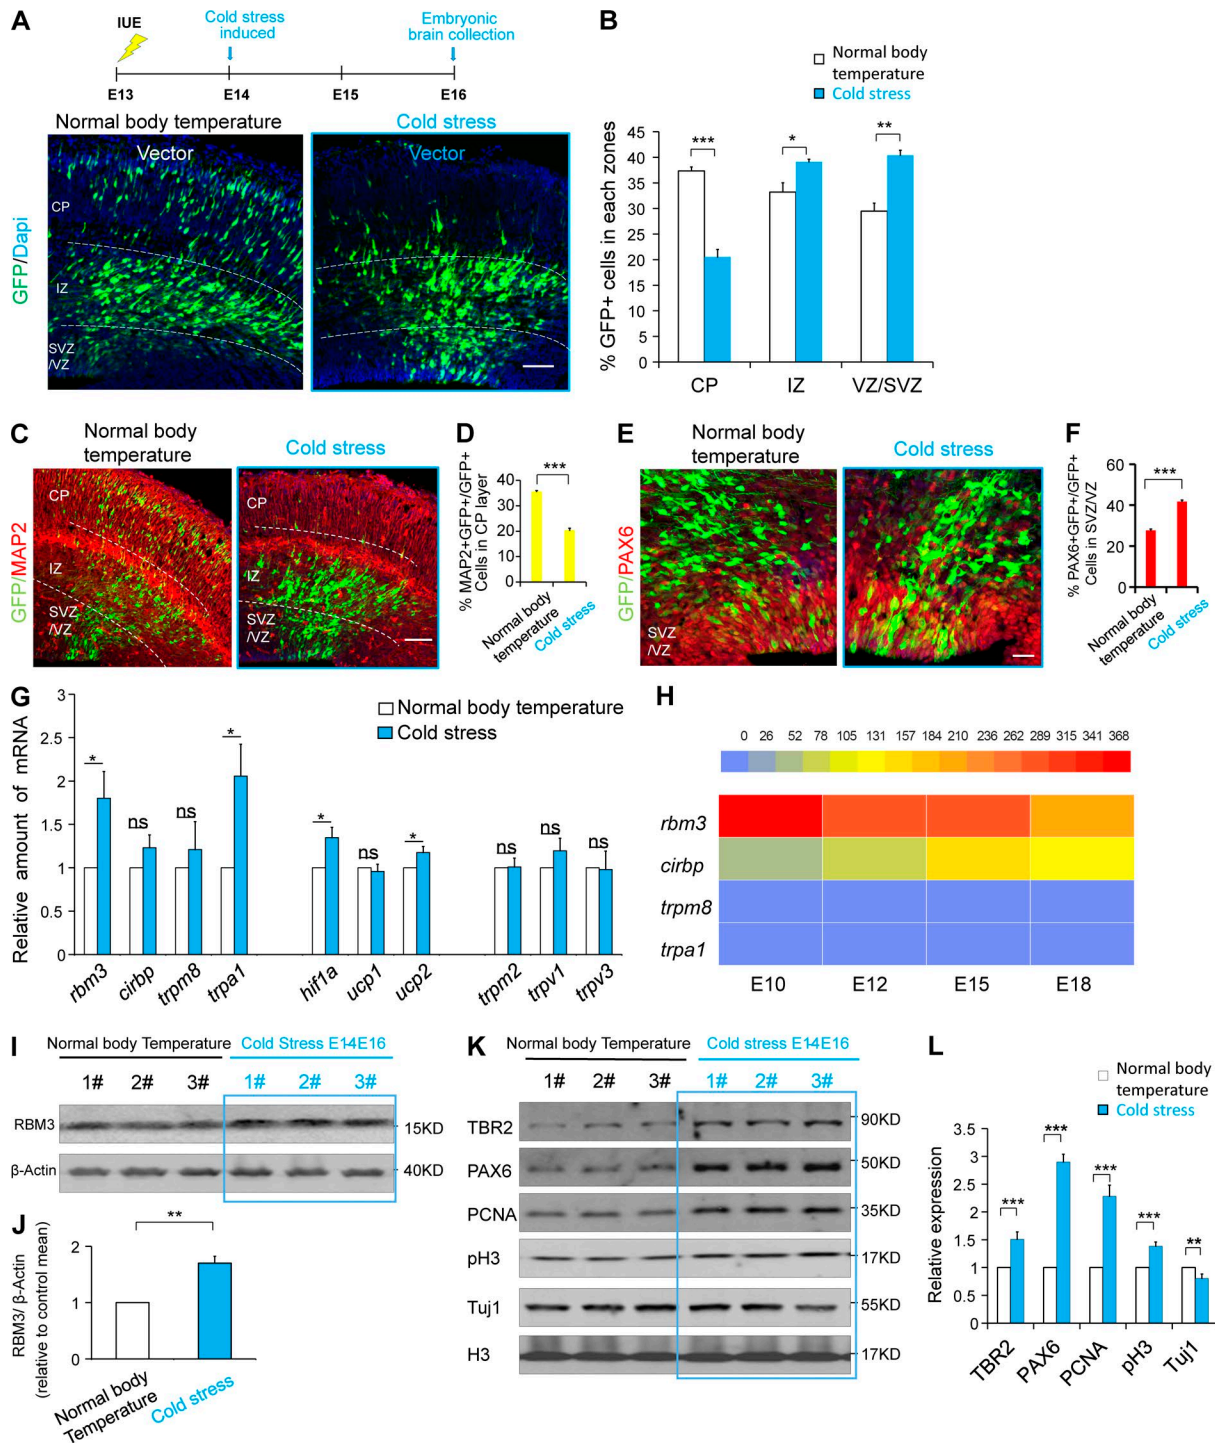 A
IUE
Cold stress
induced
Embryonic
brain collection
E13
E14
E15
E16
Normal body temperature
Cold stress
Vector
Vector
CP
IZ
SVZ
/VZ
GFP/Dapi
B
Normal body
temperature
Cold stress
% GFP+ cells in each zones
45
40
35
30
25
20
15
10
5
0
***
*
**
CP
IZ
VZ/SVZ
C
Normal body
temperature
Cold stress
GFP/MAP2
CP
IZ
SVZ
/VZ
IZ
SVZ
/VZ
D
% MAP2+GFP+/GFP+
Cells in CP layer
40
30
20
10
0
***
Normal body
temperature
Cold stress
E
Normal body
temperature
Cold stress
GFP/PAX6
SVZ
/VZ
F
% PAX6+GFP+/GFP+
Cells in SVZ/VZ
60
40
20
0
***
Normal body
temperature
Cold stress
G
Relative amount of mRNA
3
2.5
2
1.5
1
0.5
0
Normal body temperature
Cold stress
*
ns
ns
*
*
ns
*
ns
ns
ns
rbm3
cirbp
trpm8
trpa1
hif1a
ucp1
ucp2
trpm2
trpv1
trpv3
H
0 26 52 78 105 131 157 184 210 236 262 289 315 341 368
rbm3
cirbp
trpm8
trpa1
E10
E12
E15
E18
I
Normal body Temperature
Cold Stress E14E16
1# 2# 3# 1# 2# 3#
RBM3
15KD
β-Actin
40KD
J
RBM3/ β-Actin
(relative to control mean)
2
1
0
**
Normal body
Temperature
Cold stress
K
Normal body Temperature
Cold stress E14E16
1# 2# 3# 1# 2# 3#
TBR2
90KD
PAX6
50KD
PCNA
35KD
pH3
17KD
Tuj1
55KD
H3
17KD
L
Normal body
temperature
Cold stress
Relative expression
3.5
3
2.5
2
1.5
1
0.5
0
***
***
***
***
**
TBR2
PAX6
PCNA
pH3
Tuj1